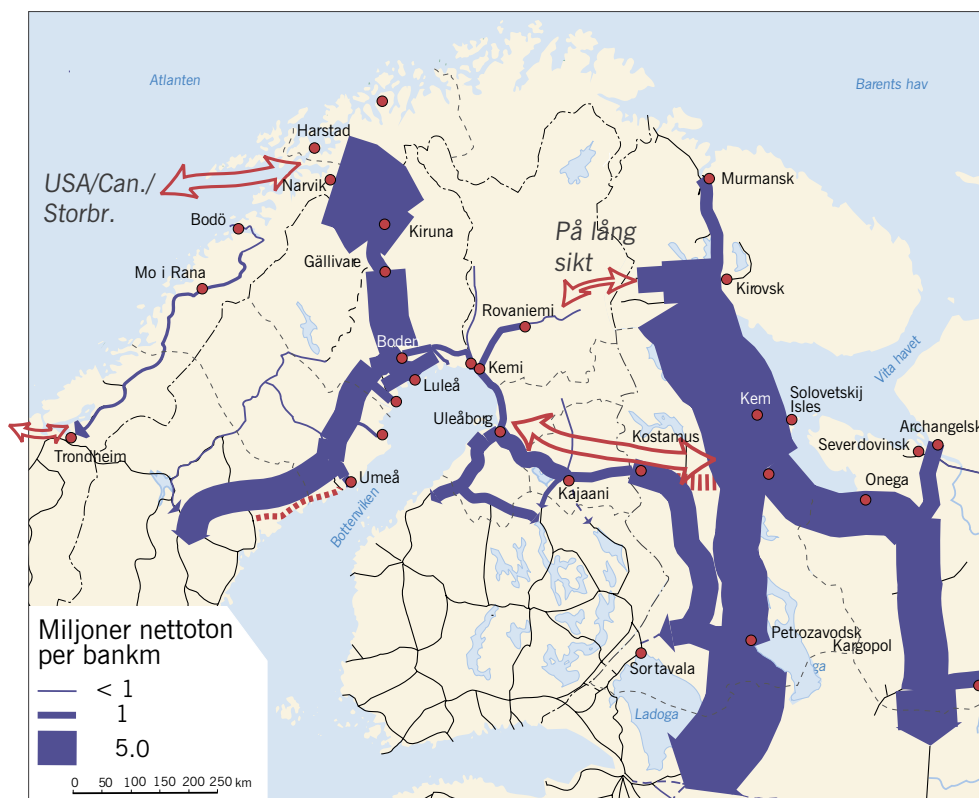 Atlanten
Barents hav
Harstad
USA/Can./
Storbr.
Narvik
Murmansk
Bodö
Kiruna
På lång
sikt
Gällivare
Mo i Rana
Kirovsk
Rovaniemi
Boden
Kemi
Vita havet
Luleå
Kem
Solovetskij
Isles
Uleåborg
Kostamus
Archangelsk
Severdovinsk
Trondheim
Umeå
Kajaani
Onega
Bottenviken
Miljoner nettoton
per bankm
< 1
1
5.0
0 50 100 150 200 250 km
Petrozavodsk
Kargopol
ga
Sortavala
Ladoga